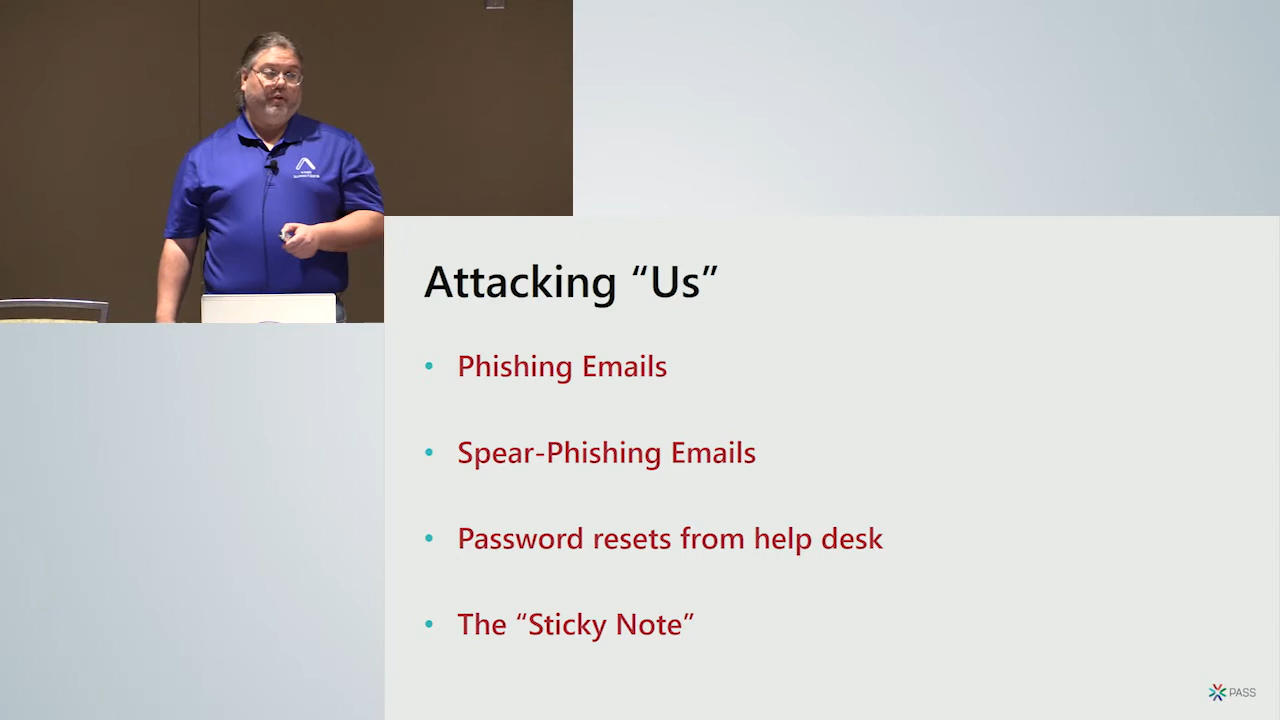 Attacking “Us”
• Phishing Emails
• Spear-Phishing Emails
• Password resets from help desk
• The “Sticky Note”
PASS